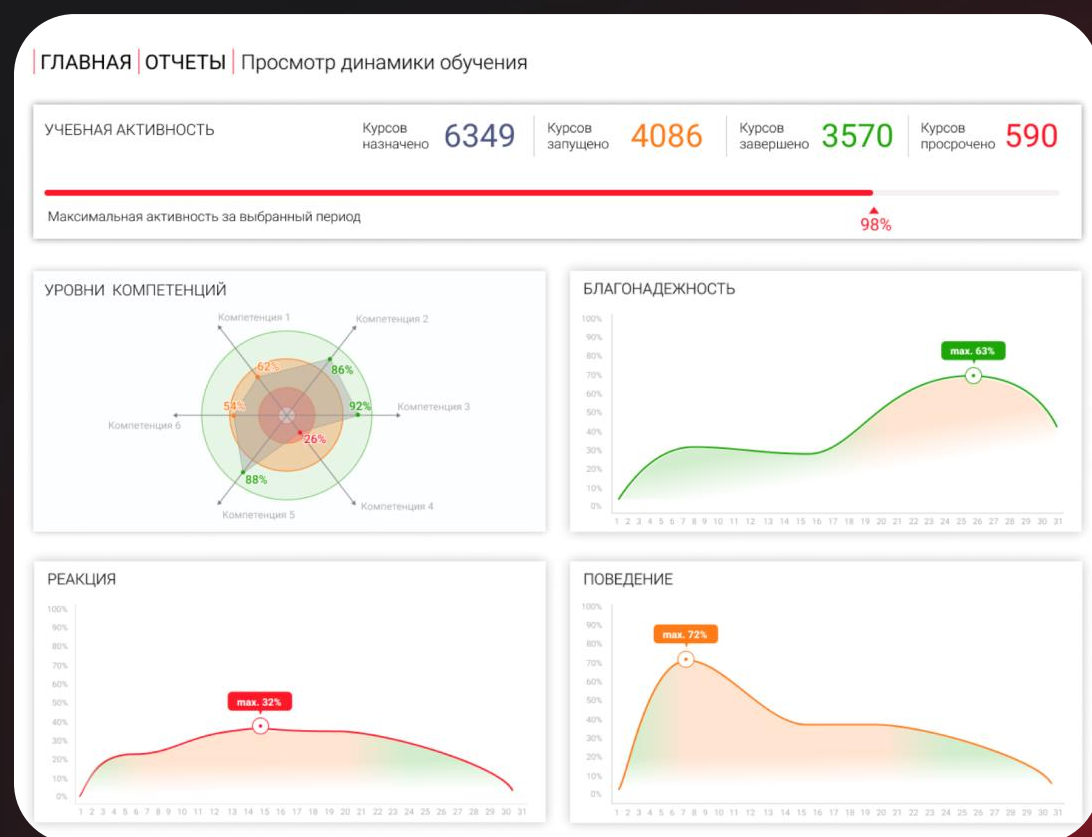 ГЛАВНАЯ ОТЧЕТЫ Просмотр динамики обучения
УЧЕБНАЯ АКТИВНОСТЬ
Курсов
назначено
6349
Курсов
запущено
4086
Курсов
завершено
3570
Курсов
просрочено
590
Максимальная активность за выбранный период
98%
УРОВНИ КОМПЕТЕНЦИЙ
Компетенция 1
Компетенция 2
62%
86%
54%
92%
Компетенция 3
Компетенция 6
26%
88%
Компетенция 4
Компетенция 5
БЛАГОНАДЕЖНОСТЬ
100%
90%
80%
70%
60%
50%
40%
30%
20%
10%
0%
max. 63%
1 2 3 4 5 6 7 8 9 10 11 12 13 14 15 16 17 18 19 20 21 22 23 24 25 26 27 28 29 30 31
РЕАКЦИЯ
100%
90%
80%
70%
60%
50%
40%
30%
20%
10%
0%
max. 32%
1 2 3 4 5 6 7 8 9 10 11 12 13 14 15 16 17 18 19 20 21 22 23 24 25 26 27 28 29 30 31
ПОВЕДЕНИЕ
100%
90%
80%
70%
60%
50%
40%
30%
20%
10%
0%
max. 72%
1 2 3 4 5 6 7 8 9 10 11 12 13 14 15 16 17 18 19 20 21 22 23 24 25 26 27 28 29 30 31